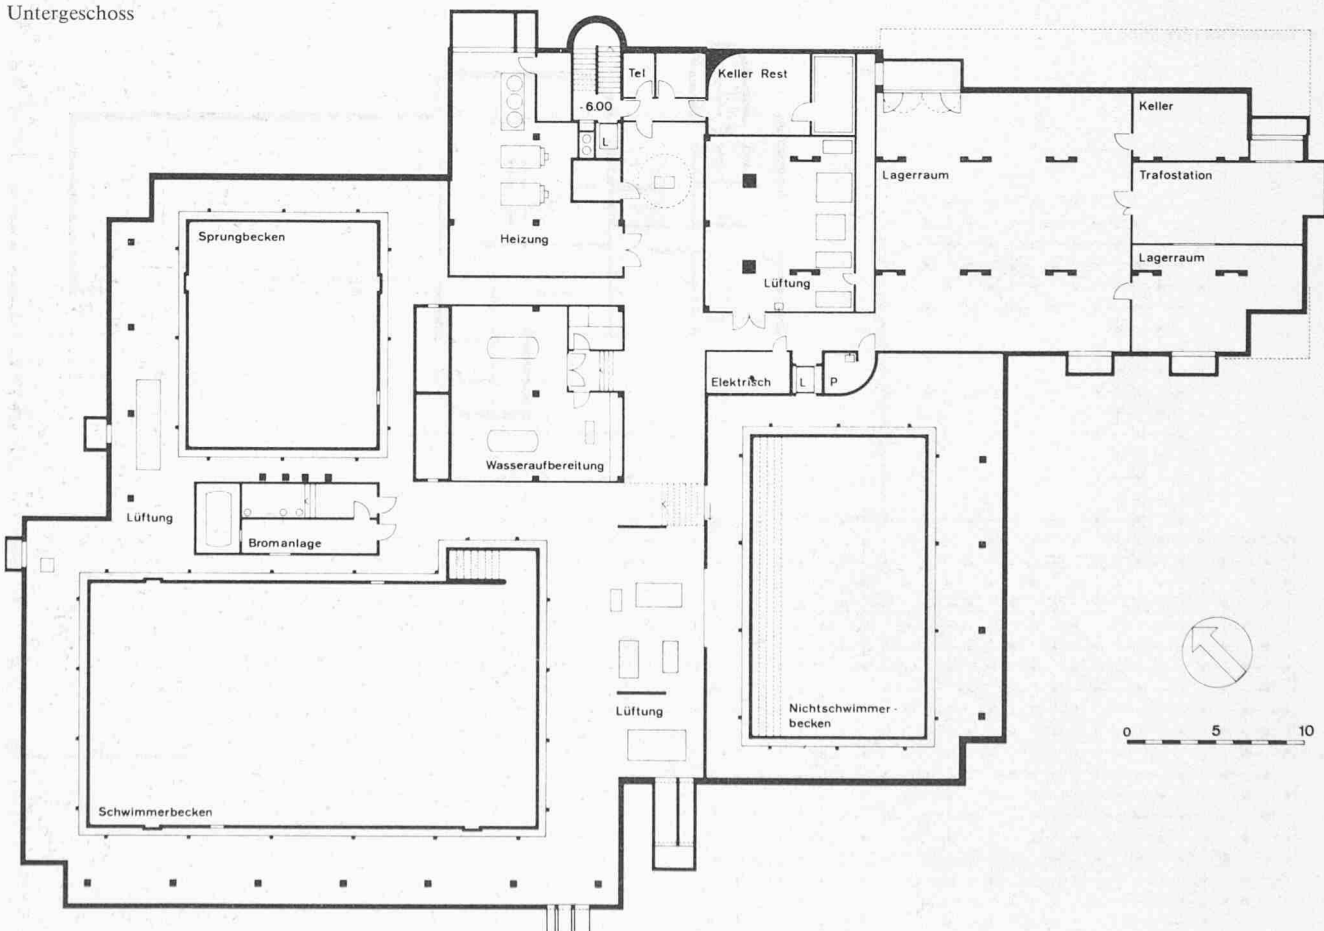 Untergeschoss
Tel
Keller Rest
- 6.00
L
Keller
Lagerraum
Trafostation
Sprungbecken
Heizung
Lagerraum
Lüftung
Elektrisch
L
P
Wasseraufbereitung
Lüftung
Bromanlage
Nichtschwimmer-
becken
Lüftung
0 5 10
Schwimmerbecken